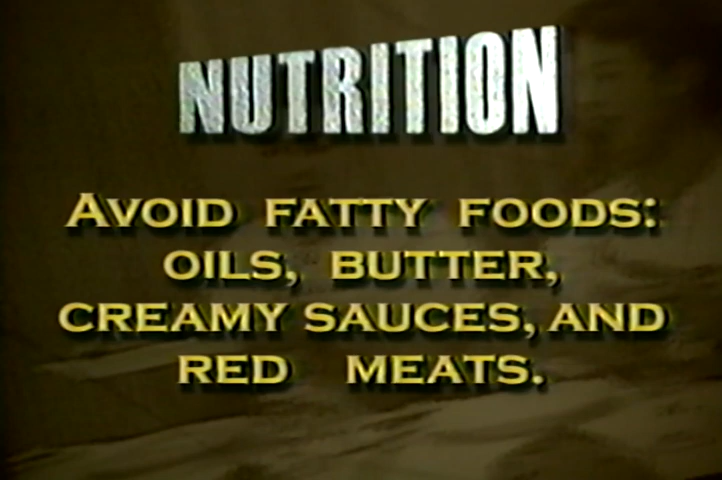 NUTRITION
AVOID FATTY FOODS:
OILS, BUTTER,
CREAMY SAUCES, AND
RED MEATS.